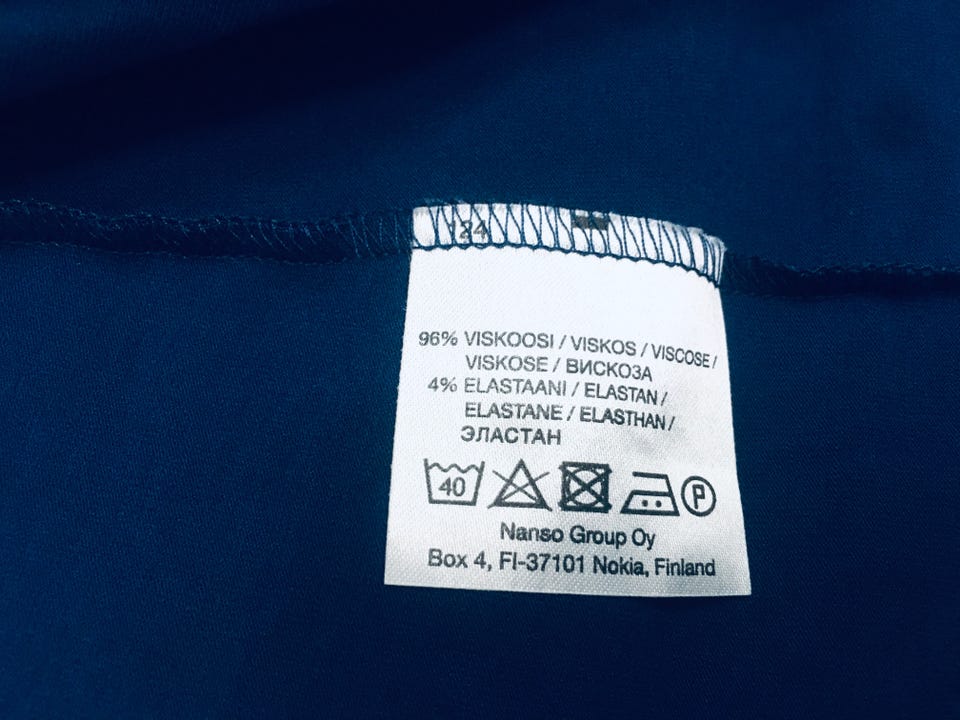 124
96% VISKOOSI / VISKOS / VISCOSE /
VISKOSE / ВИСКОЗА
4% ELASTAANI / ELASTAN /
ELASTANE / ELASTHAN /
ЭЛАСТАН
40 P
Nanso Group Oy
Box 4, FI-37101 Nokia, Finland